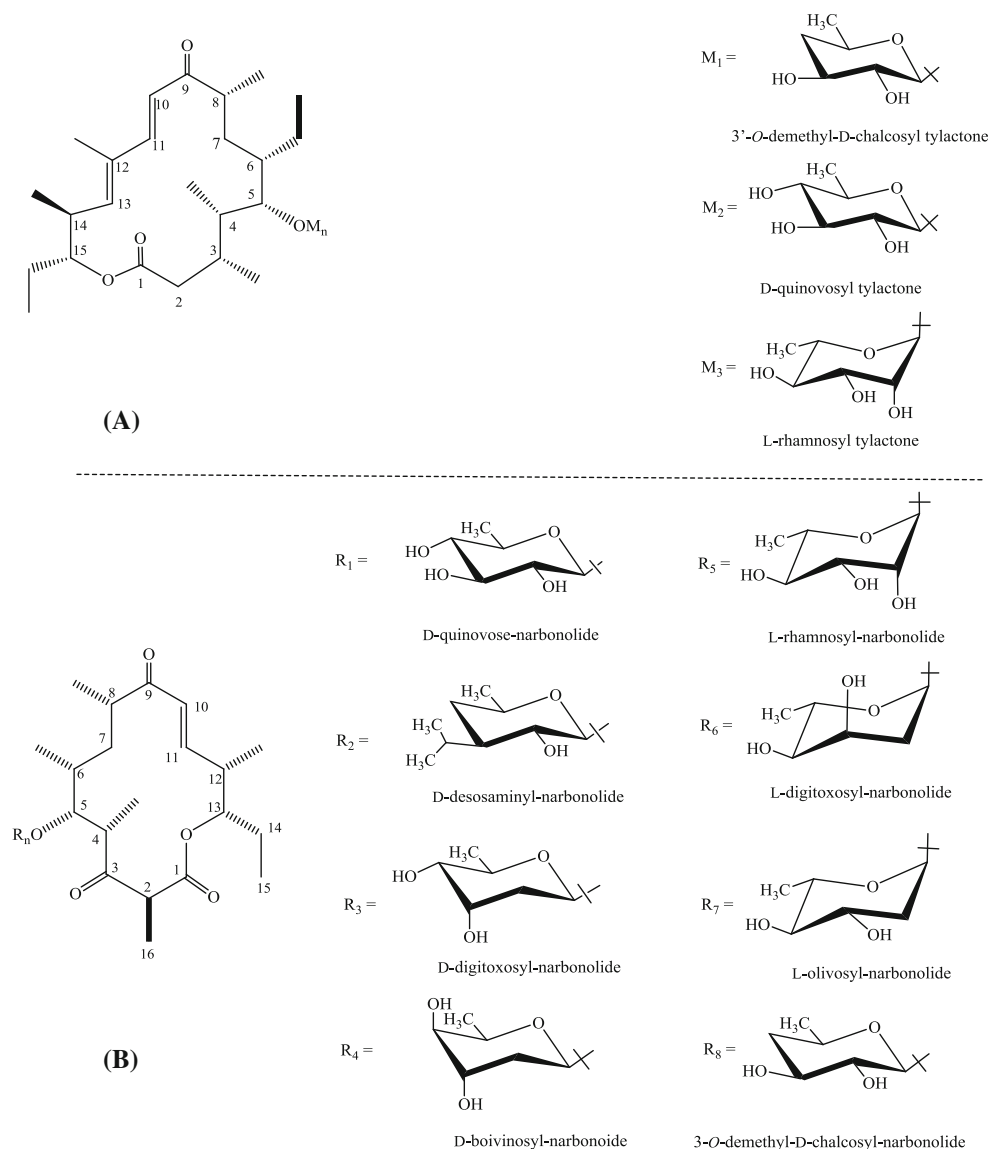 O
9
8
10
7
11
12
6
13
5
4
OM n
14
O
3
15
O
1
2
(A)
M1 =
H3C
O
HO
OH
3'-O-demethyl-D-chalcosyl tylactone
M2 =
HO
H3C
O
HO
OH
D-quinovosyl tylactone
M3 =
H3C
O
HO
OH
OH
L-rhamnosyl tylactone
O
8
9
10
7
6
11
12
5
13
RnO
4
O
14
3
1
15
O
2
O
16
(B)
R1 =
H3C
O
HO
HO
OH
D-quinovose-narbonolide
R2 =
H3C
O
H3C
H3C
OH
D-desosaminyl-narbonolide
R3 =
H3C
O
HO
OH
D-digitoxosyl-narbonolide
R4 =
OH
H3C
O
OH
D-boivinosyl-narbonoide
R5 =
H3C
O
HO
OH
OH
L-rhamnosyl-narbonolide
R6 =
OH
H3C
O
HO
L-digitoxosyl-narbonolide
R7 =
H3C
O
HO
OH
L-olivosyl-narbonolide
R8 =
H3C
O
HO
OH
3-O-demethyl-D-chalcosyl-narbonolide